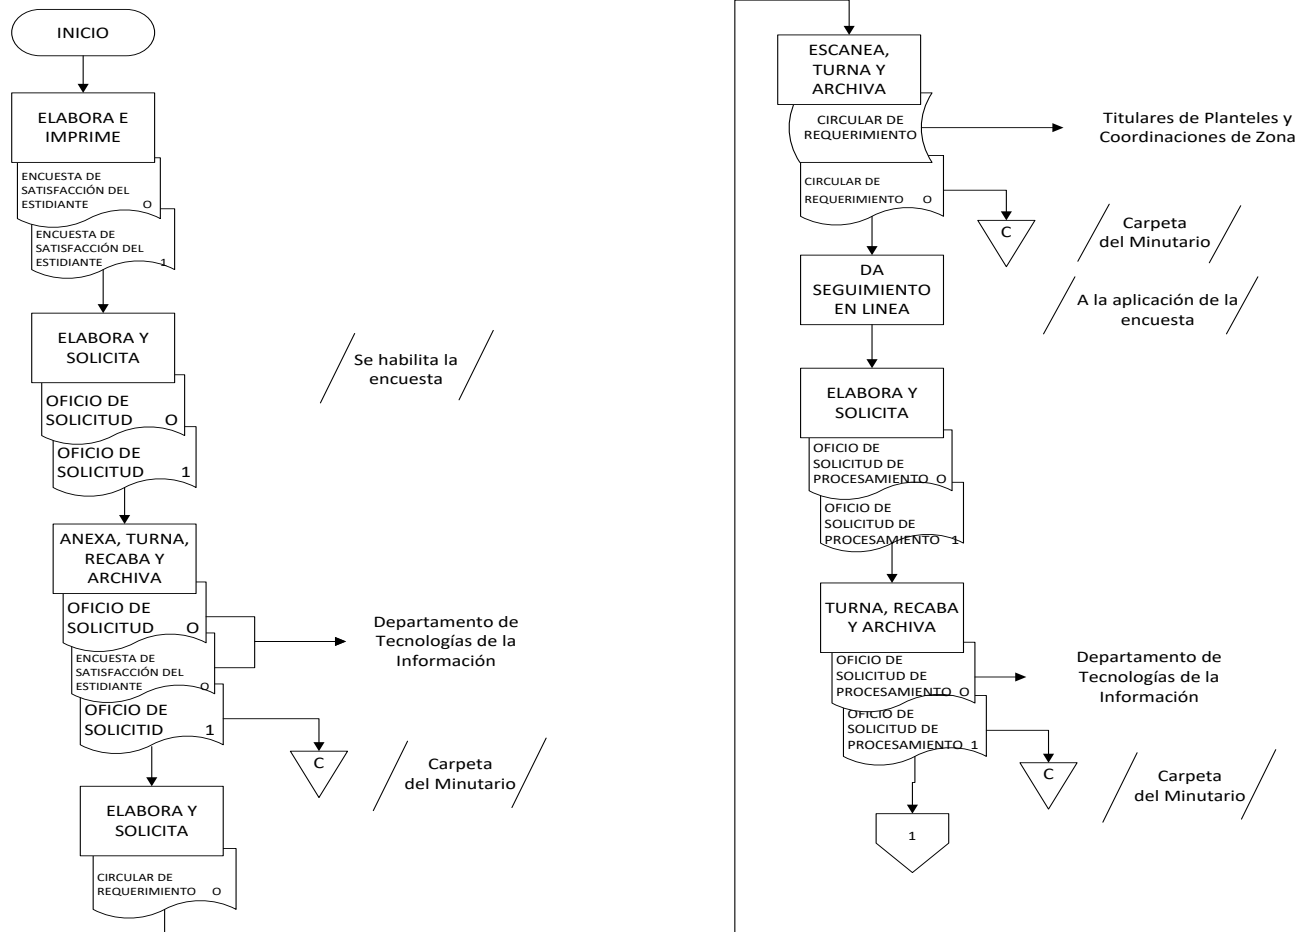 INICIO
ELABORA E
IMPRIME
ENCUESTA DE
SATISFACCIÓN DEL
ESTIDIANTE O
ENCUESTA DE
SATISFACCIÓN DEL
ESTIDIANTE 1
ELABORA Y
SOLICITA
Se habilita la
encuesta
OFICIO DE
SOLICITUD O
OFICIO DE
SOLICITUD 1
ANEXA, TURNA,
RECABA Y
ARCHIVA
OFICIO DE
SOLICITUD O
ENCUESTA DE
SATISFACCIÓN DEL
ESTIDIANTE O
OFICIO DE
SOLICITID 1
Departamento de
Tecnologías de la
Información
C
Carpeta
del Minutario
ELABORA Y
SOLICITA
CIRCULAR DE
REQUERIMIENTO O
ESCANEA,
TURNA Y
ARCHIVA
CIRCULAR DE
REQUERIMIENTO
Titulares de Planteles y
Coordinaciones de Zona
CIRCULAR DE
REQUERIMIENTO O
C
Carpeta
del Minutario
DA
SEGUIMIENTO
EN LINEA
A la aplicación de la
encuesta
ELABORA Y
SOLICITA
OFICIO DE
SOLICITUD DE
PROCESAMIENTO O
OFICIO DE
SOLICITUD DE
PROCESAMIENTO 1
TURNA, RECABA
Y ARCHIVA
OFICIO DE
SOLICITUD DE
PROCESAMIENTO O
OFICIO DE
SOLICITUD DE
PROCESAMIENTO 1
Departamento de
Tecnologías de la
Información
C
Carpeta
del Minutario
1